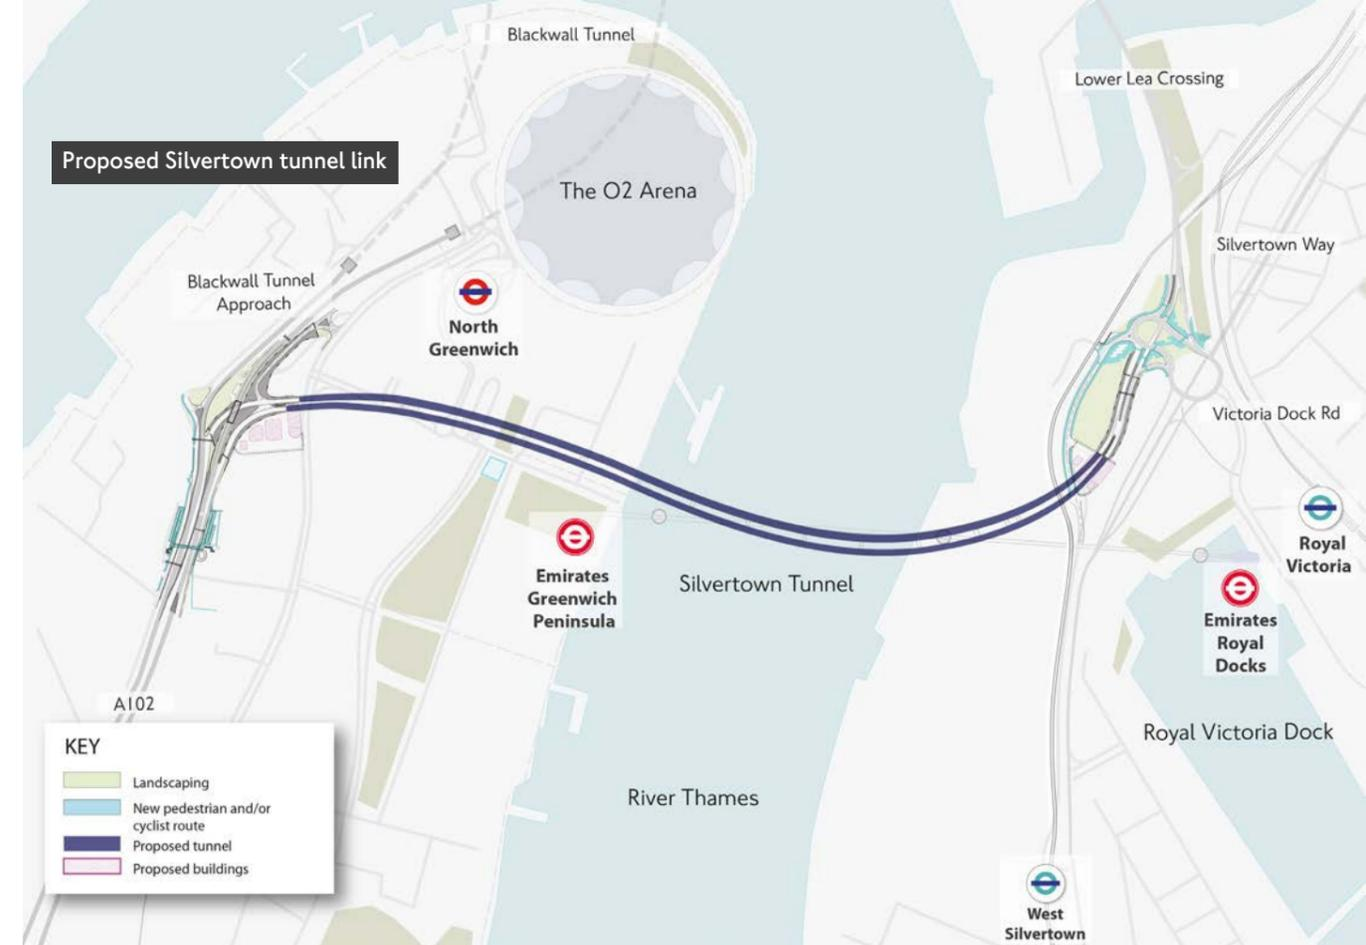 Blackwall Tunnel
Lower Lea Crossing
Proposed Silvertown tunnel link
The O2 Arena
Silvertown Way
Blackwall Tunnel
Approach
North
Greenwich
Victoria Dock Rd
Royal
Victoria
Emirates
Greenwich
Peninsula
Silvertown Tunnel
Emirates
Royal
Docks
A102
Royal Victoria Dock
River Thames
KEY
Landscaping
New pedestrian and/or
cyclist route
Proposed tunnel
Proposed buildings
West
Silvertown